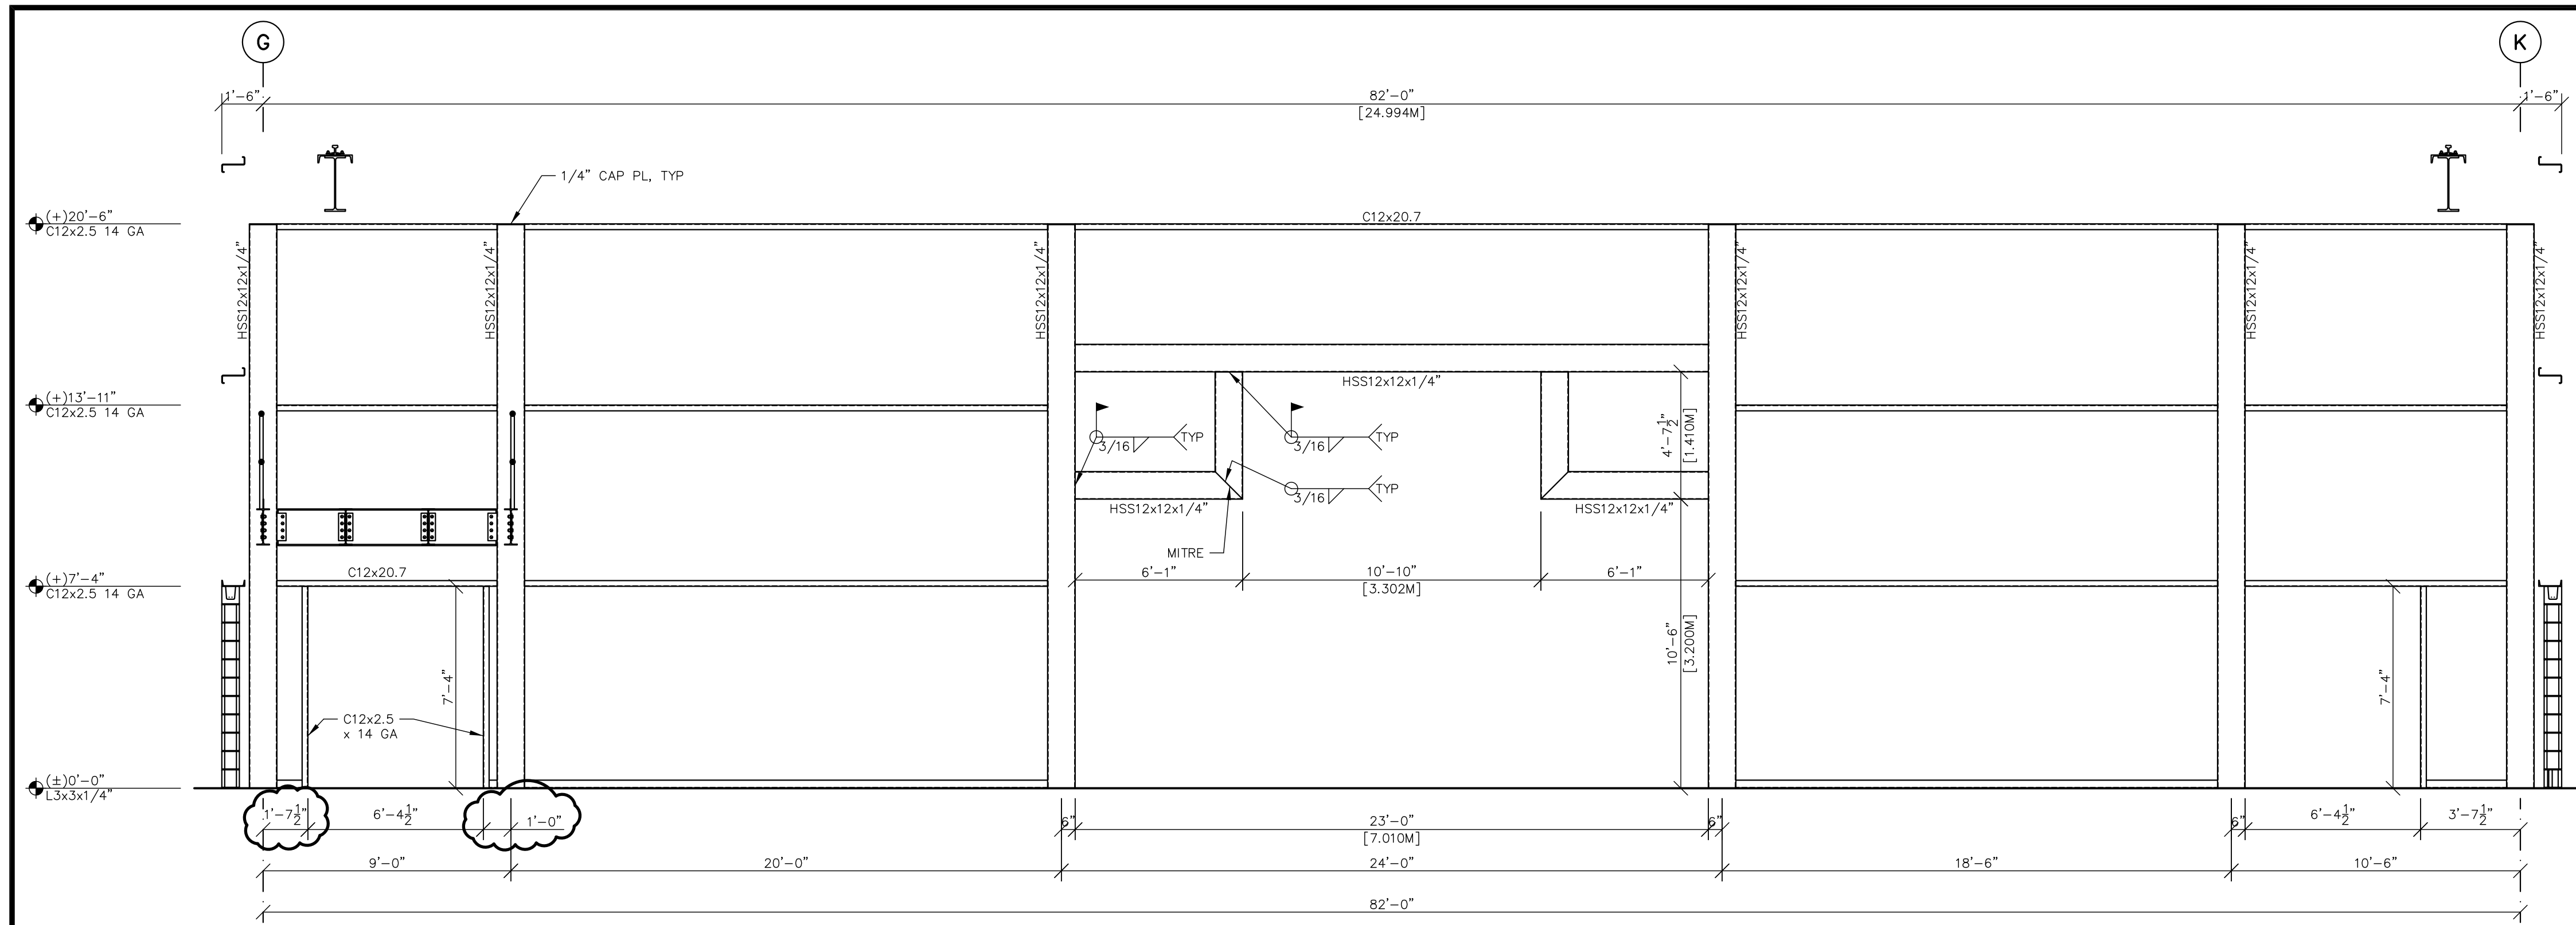 G
K
1'-6"
82'-0"
[24.994M]
1'-6"
1/4" CAP PL, TYP
(+)20'-6"
C12x2.5 14 GA
C12x20.7
HSS12x12x1/4"
HSS12x12x1/4"
HSS12x12x1/4"
HSS12x12x1/4"
HSS12x12x1/4"
HSS12x12x1/4"
(+)13'-11"
C12x2.5 14 GA
HSS12x12x1/4"
3/16
TYP
3/16
TYP
4'-7 1/2"
[1.410M]
3/16
TYP
HSS12x12x1/4"
HSS12x12x1/4"
MITRE
(+)7'-4"
C12x2.5 14 GA
C12x20.7
6'-1"
10'-10"
[3.302M]
6'-1"
10'-6"
[3.200M]
7'-4"
7'-4"
C12x2.5
x 14 GA
(±)0'-0"
L3x3x1/4"
1'-7 1/2"
6'-4 1/2"
1'-0"
6"
23'-0"
[7.010M]
6"
6"
6'-4 1/2"
3'-7 1/2"
9'-0"
20'-0"
24'-0"
18'-6"
10'-6"
82'-0"